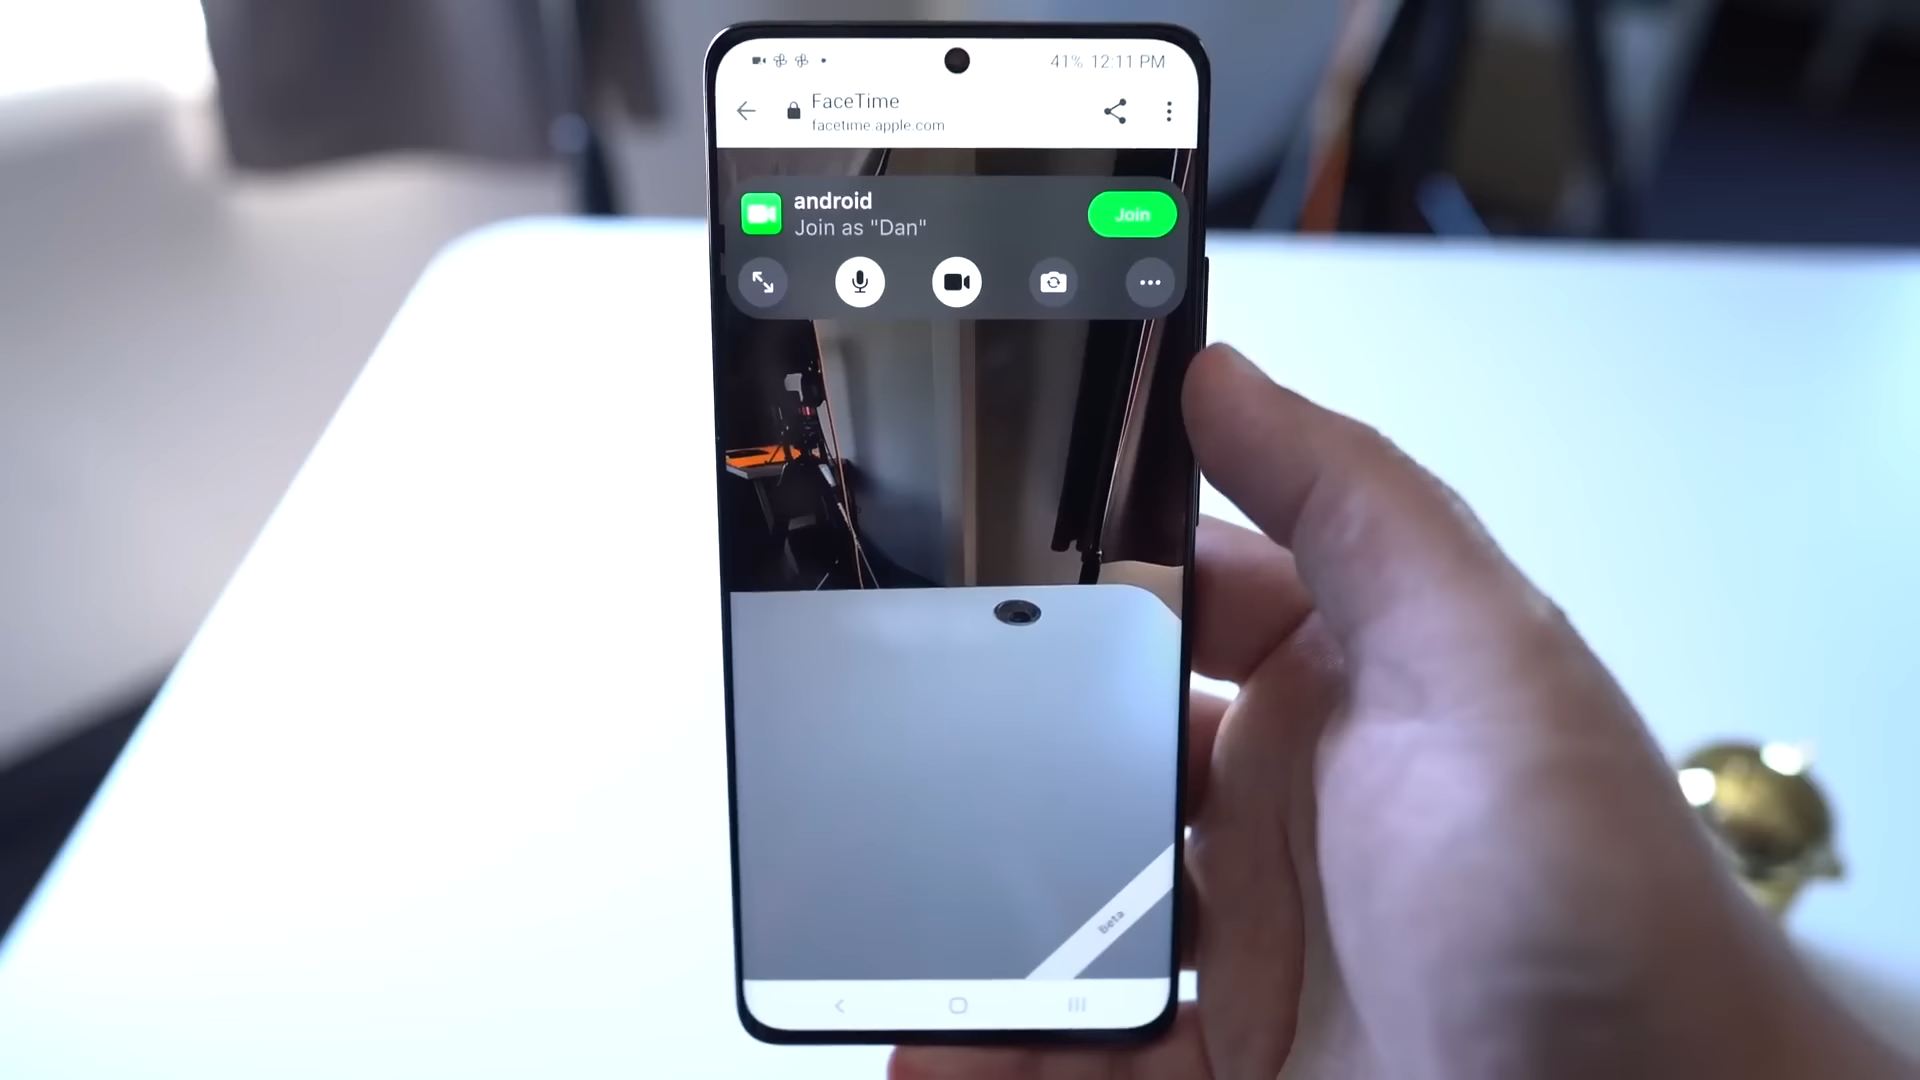 41% 12:11 PM
FaceTime
facetime.apple.com
android
Join as "Dan"
Join
Beta